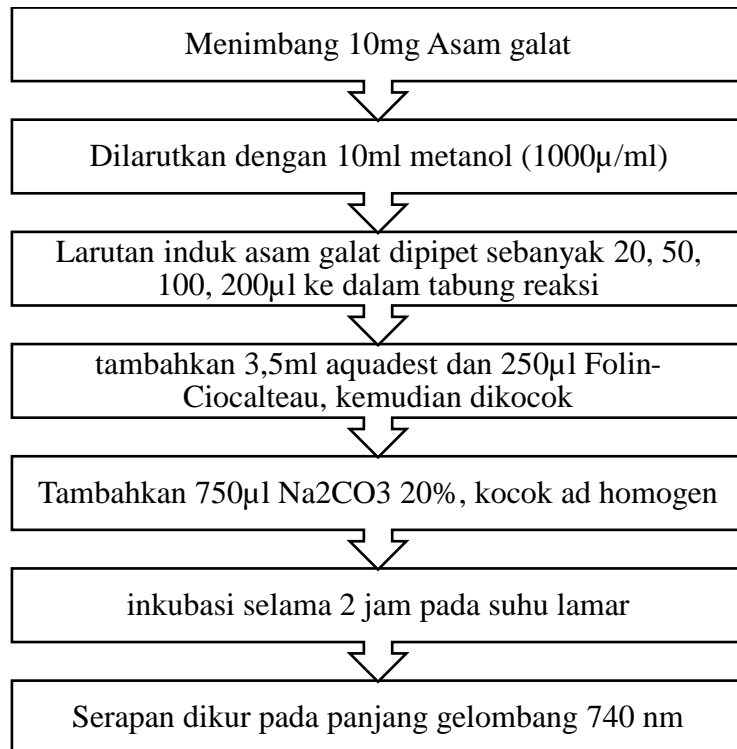 Menimbang 10mg Asam galat
Dilarutkan dengan 10ml metanol (1000µ/ml)
Larutan induk asam galat dipipet sebanyak 20, 50,
100, 200µl ke dalam tabung reaksi
tambahkan 3,5ml aquadest dan 250µl Folin-
Ciocalteau, kemudian dikocok
Tambahkan 750µl Na2CO3 20%, kocok ad homogen
inkubasi selama 2 jam pada suhu lamar
Serapan dikur pada panjang gelombang 740 nm